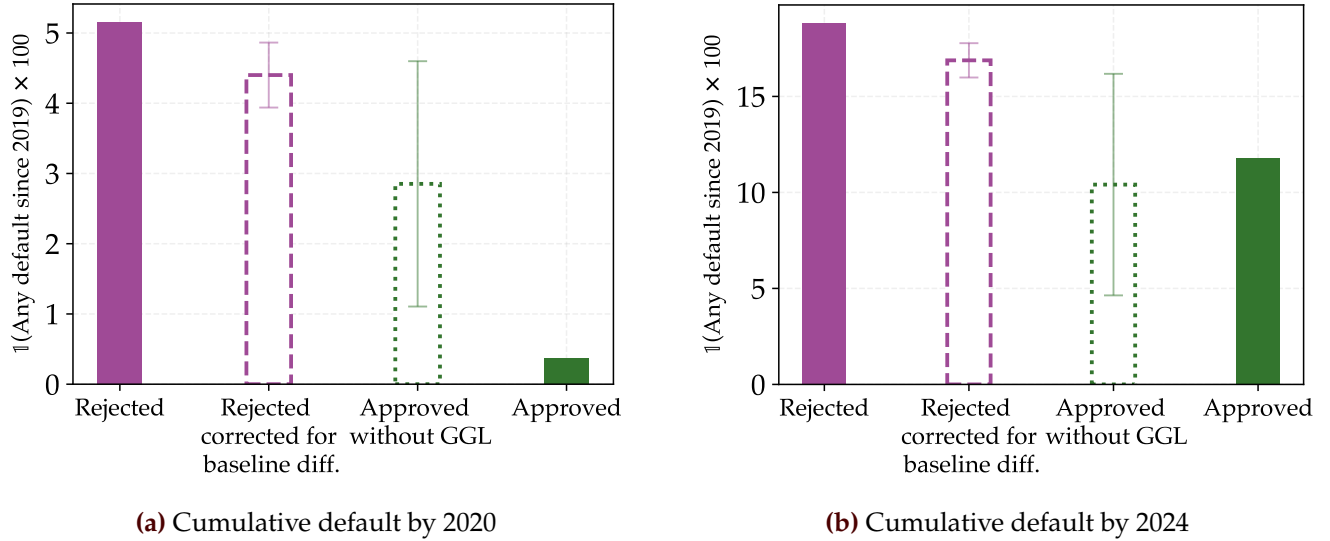 𝟙(Any default since 2019) × 100
5
4
3
2
1
0
Rejected
Rejected
corrected for
baseline diff.
Approved
without GGL
Approved
(a) Cumulative default by 2020
𝟙(Any default since 2019) × 100
15
10
5
0
Rejected
Rejected
corrected for
baseline diff.
Approved
without GGL
Approved
(b) Cumulative default by 2024